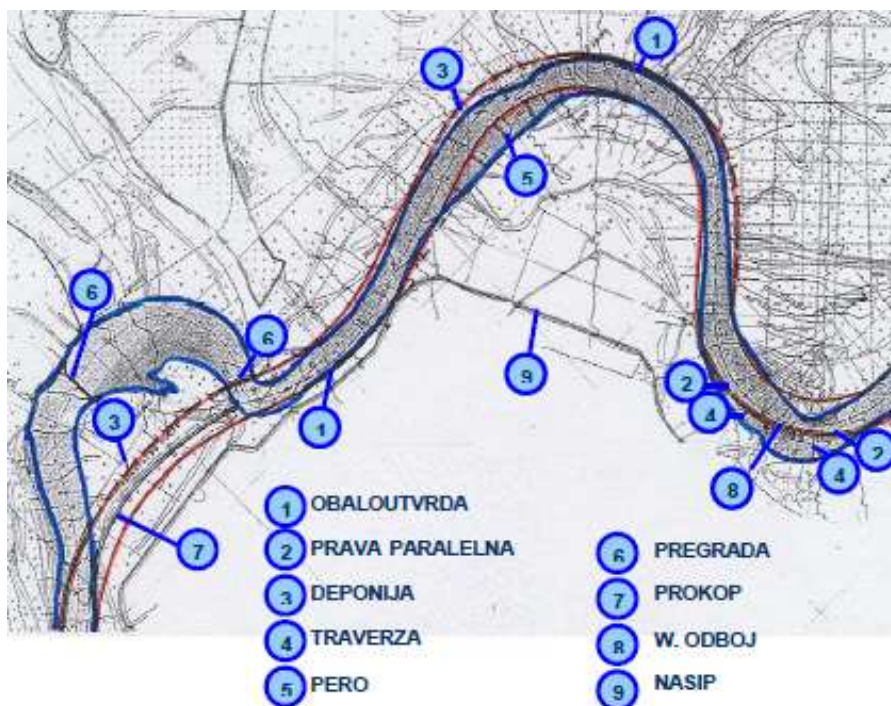 1
3
5
6
6
9
2
4
3
1
8
4
2
7
1 OBALOUTVRDA
2 PRAVA PARALELNA
3 DEPONIJA
4 TRAVERZA
5 PERO
6 PREGRADA
7 PROKOP
8 W. ODBOJ
9 NASIP